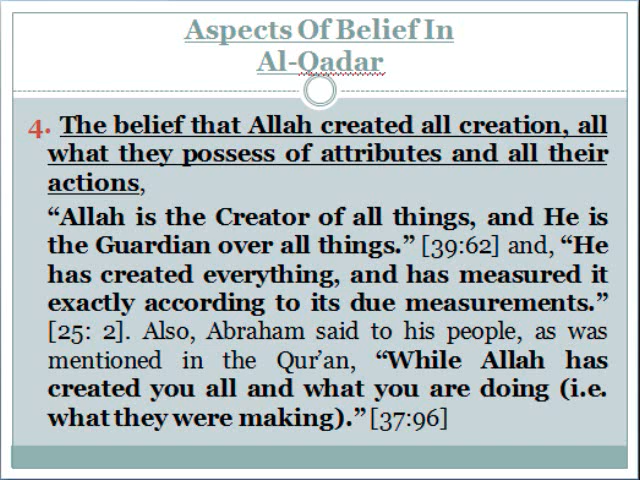 Aspects Of Belief In
Al-Qadar
4. The belief that Allah created all creation, all
what they possess of attributes and all their
actions,
“Allah is the Creator of all things, and He is
the Guardian over all things.” [39:62] and, “He
has created everything, and has measured it
exactly according to its due measurements.”
[25: 2]. Also, Abraham said to his people, as was
mentioned in the Qur’an, “While Allah has
created you all and what you are doing (i.e.
what they were making).” [37:96]